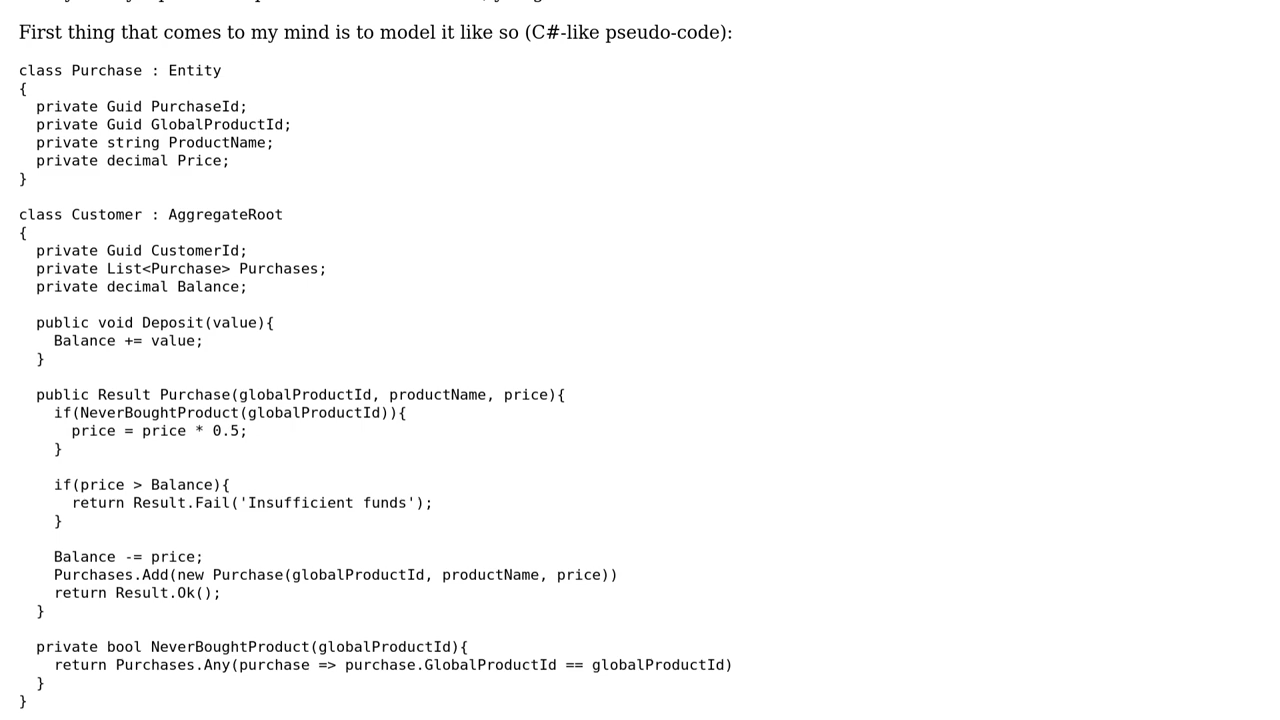 First thing that comes to my mind is to model it like so (C#-like pseudo-code):
class Purchase : Entity
{
  private Guid PurchaseId;
  private Guid GlobalProductId;
  private string ProductName;
  private decimal Price;
}
class Customer : AggregateRoot
{
  private Guid CustomerId;
  private List<Purchase> Purchases;
  private decimal Balance;
  public void Deposit(value){
    Balance += value;
  }
  public Result Purchase(globalProductId, productName, price){
    if(NeverBoughtProduct(globalProductId)){
      price = price * 0.5;
    }
    if(price > Balance){
      return Result.Fail('Insufficient funds');
    }
    Balance -= price;
    Purchases.Add(new Purchase(globalProductId, productName, price))
    return Result.Ok();
  }
  private bool NeverBoughtProduct(globalProductId){
    return Purchases.Any(purchase => purchase.GlobalProductId == globalProductId)
  }
}